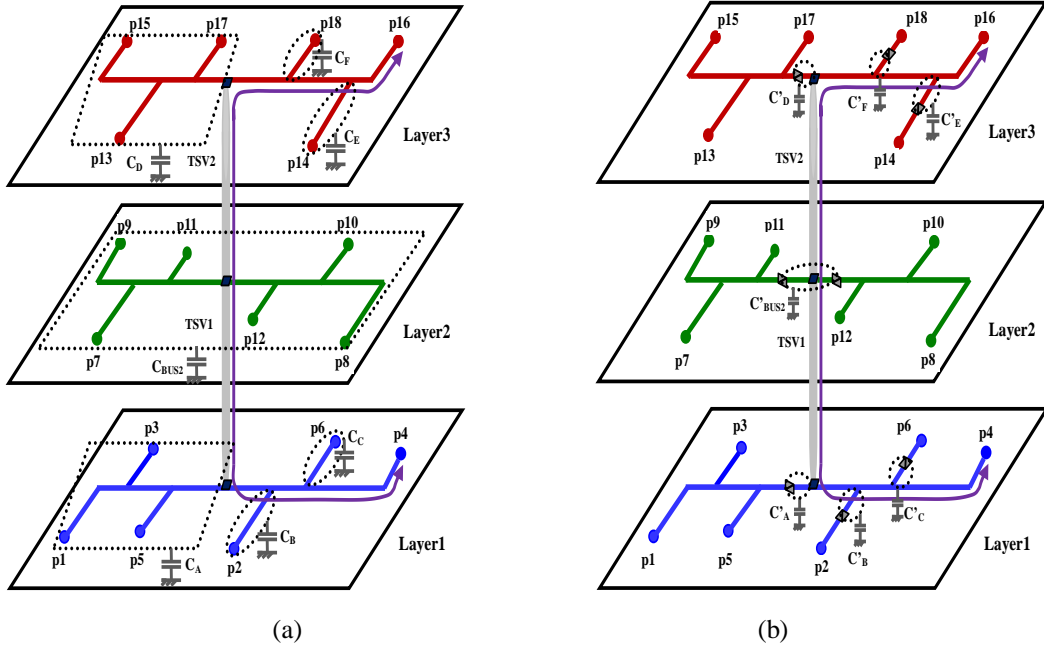 p15
p17
p18
p16
CF
CE
p13
CD
TSV2
p14
Layer3
p9
p11
p10
TSV1
p12
p7
CBUS2
p8
Layer2
p3
p6
CC
p4
p1
p5
CA
p2
CB
Layer1
(a)
p15
p17
p18
p16
C'D
C'F
C'E
p13
TSV2
p14
Layer3
p9
p11
p10
C'BUS2
p12
TSV1
p7
p8
Layer2
p3
p6
p4
C'A
C'C
p1
p5
p2
C'B
Layer1
(b)